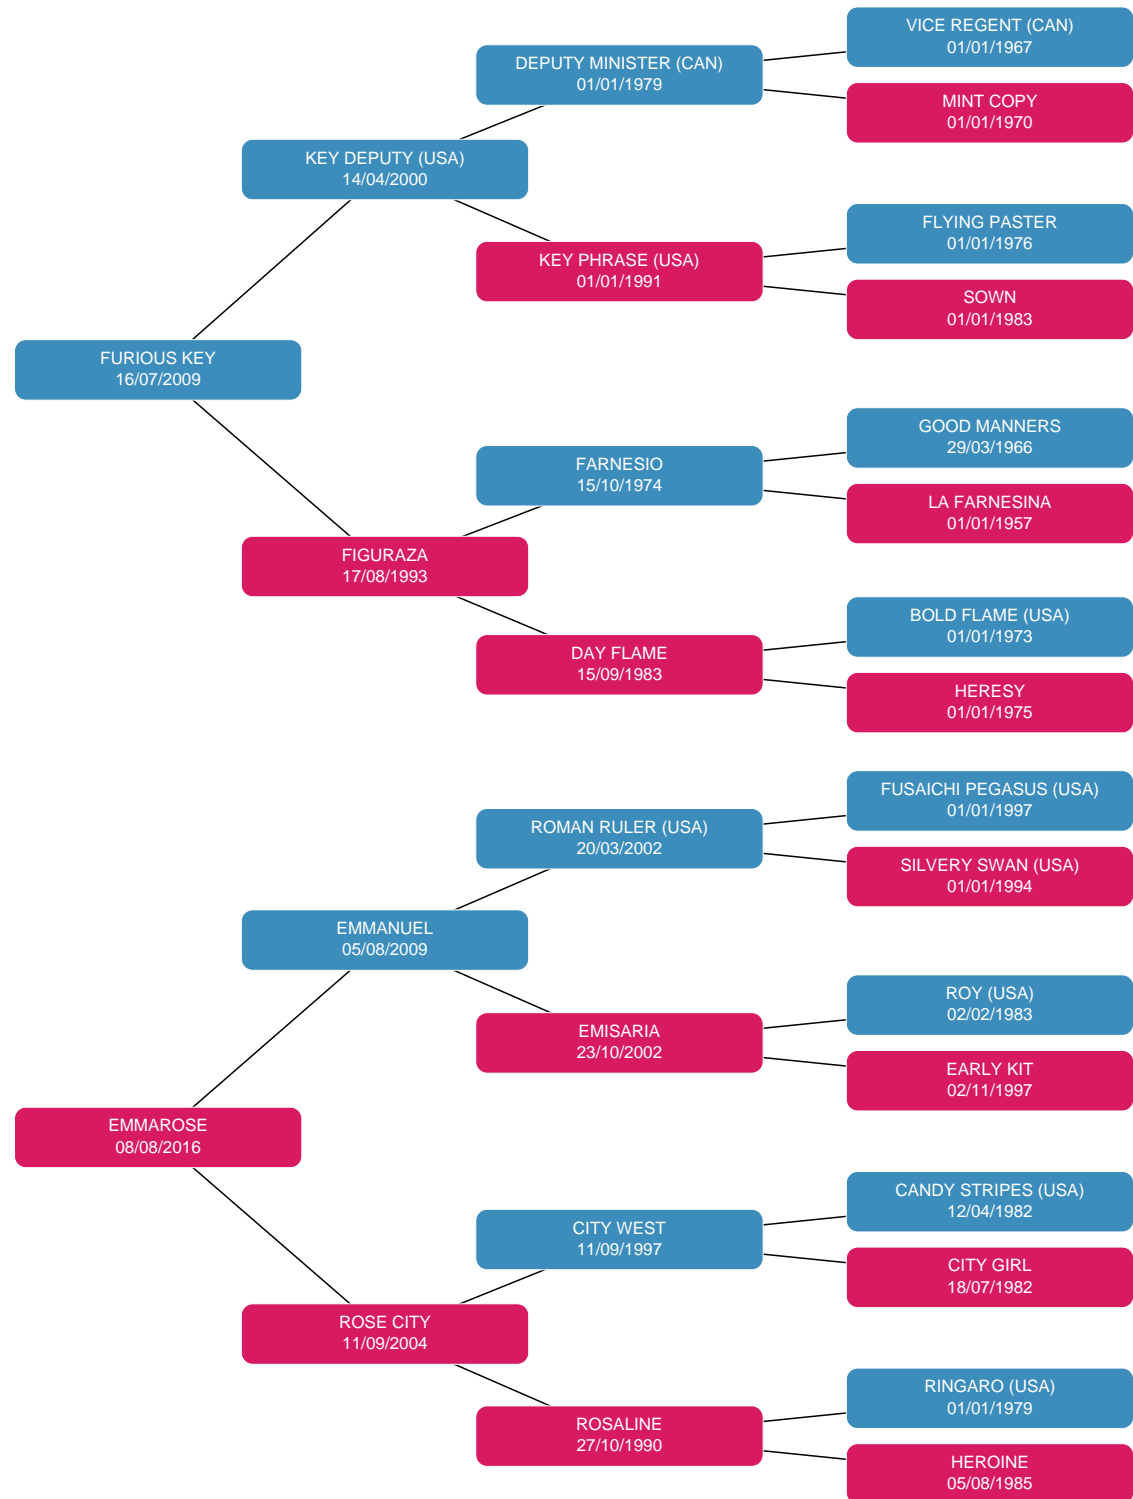 VICE REGENT (CAN)
01/01/1967
DEPUTY MINISTER (CAN)
01/01/1979
MINT COPY
01/01/1970
KEY DEPUTY (USA)
14/04/2000
FLYING PASTER
01/01/1976
KEY PHRASE (USA)
01/01/1991
SOWN
01/01/1983
FURIOUS KEY
16/07/2009
GOOD MANNERS
29/03/1966
FARNESIO
15/10/1974
LA FARNESINA
01/01/1957
FIGURAZA
17/08/1993
BOLD FLAME (USA)
01/01/1973
DAY FLAME
15/09/1983
HERESY
01/01/1975
FUSAICHI PEGASUS (USA)
01/01/1997
ROMAN RULER (USA)
20/03/2002
SILVERY SWAN (USA)
01/01/1994
EMMANUEL
05/08/2009
ROY (USA)
02/02/1983
EMISARIA
23/10/2002
EARLY KIT
02/11/1997
EMMAROSE
08/08/2016
CANDY STRIPES (USA)
12/04/1982
CITY WEST
11/09/1997
CITY GIRL
18/07/1982
ROSE CITY
11/09/2004
RINGARO (USA)
01/01/1979
ROSALINE
27/10/1990
HEROINE
05/08/1985